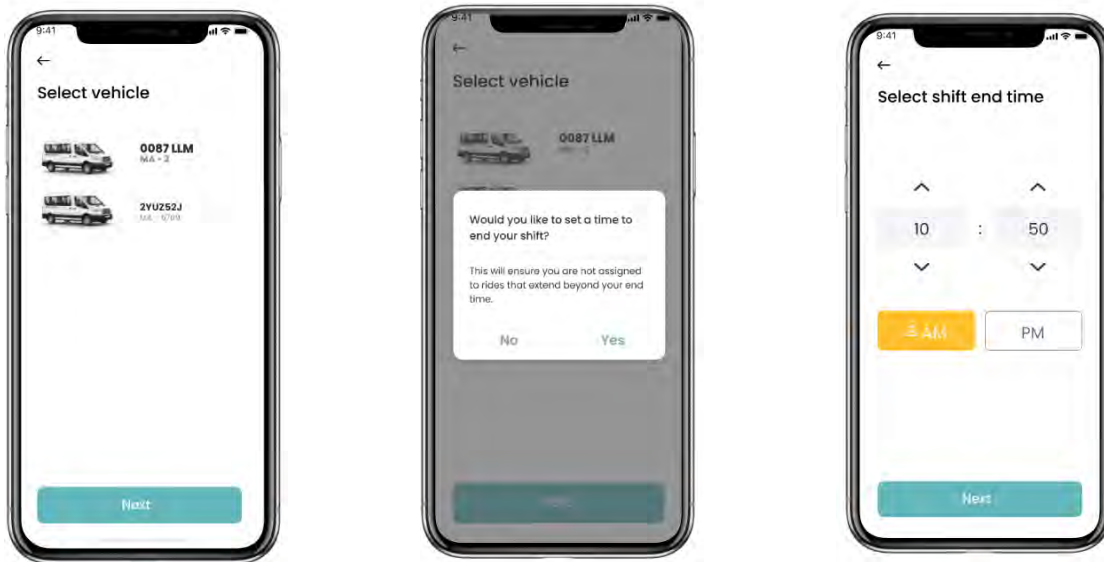 9:41
Select vehicle
0087 LLM
MA - 2
2YUZ52J
Next
9:41
Select vehicle
0087 LLM
Would you like to set a time to
end your shift?
This will ensure you are not assigned
to rides that extend beyond your end
time.
No Yes
9:41
Select shift end time
10 : 50
AM PM
Next